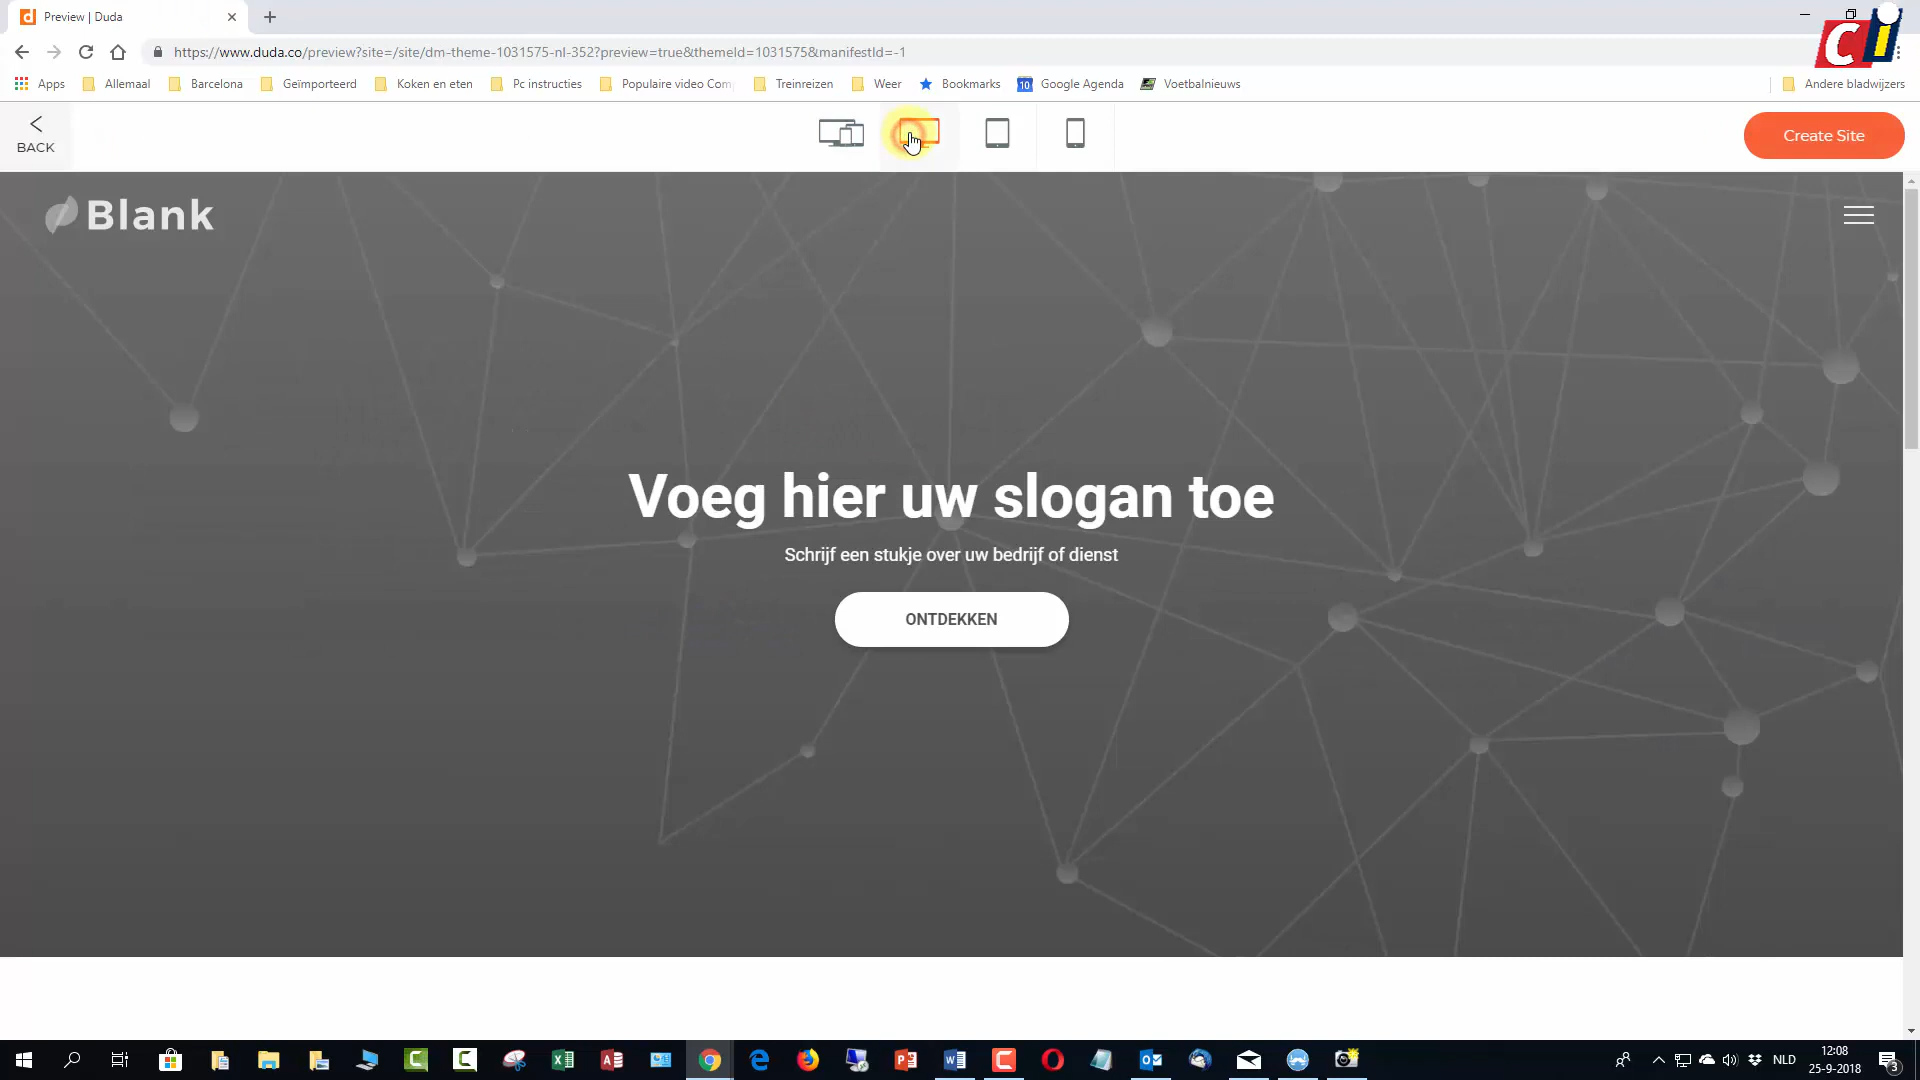 Preview | Duda
Ci
https://www.duda.co/preview?site=/site/dm-theme-1031575-nl-352?preview=true&themeId=1031575&manifestId=-1
Apps
Allemaal
Barcelona
Geïmporteerd
Koken en eten
Pc instructies
Populaire video Com
Treinreizen
Weer
Bookmarks
10
Google Agenda
Voetbalnieuws
Andere bladwijzers
BACK
Create Site
Blank
Voeg hier uw slogan toe
Schrijf een stukje over uw bedrijf of dienst
ONTDEKKEN
NLD
12:08
25-9-2018
3